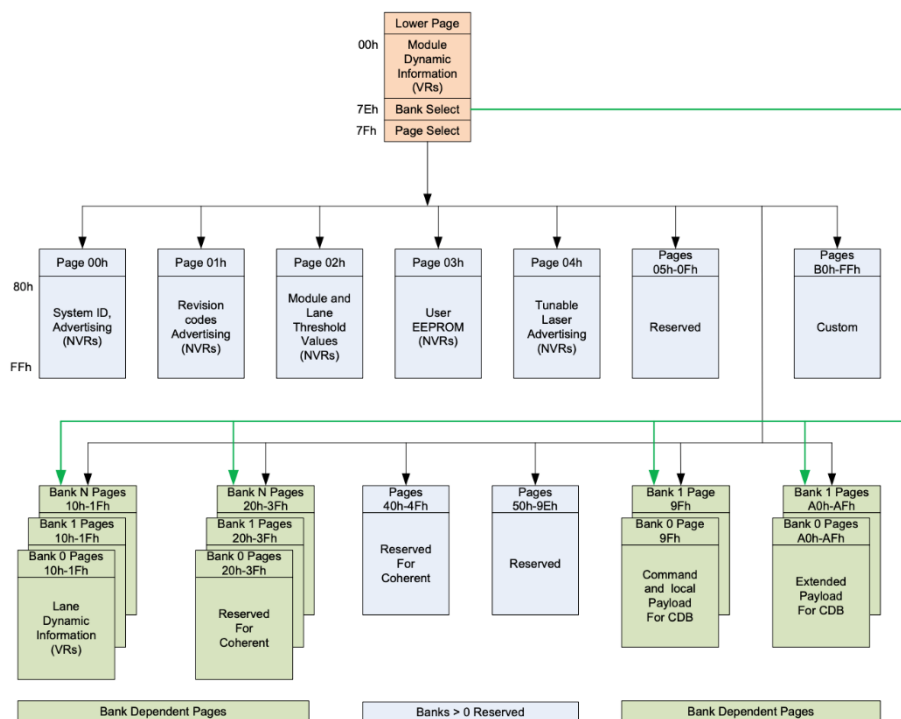 Lower Page
00h
Module
Dynamic
Information
(VRs)
7Eh
Bank Select
7Fh
Page Select
Page 00h
80h
System ID,
Advertising
(NVRs)
FFh
Page 01h
Revision
codes
Advertising
(NVRs)
Page 02h
Module and
Lane
Threshold
Values
(NVRs)
Page 03h
User
EEPROM
(NVRs)
Page 04h
Tunable
Laser
Advertising
(NVRs)
Pages
05h-0Fh
Reserved
Pages
B0h-FFh
Custom
Bank N Pages
10h-1Fh
Bank 1 Pages
10h-1Fh
Bank 0 Pages
10h-1Fh
Lane
Dynamic
Information
(VRs)
Bank N Pages
20h-3Fh
Bank 1 Pages
20h-3Fh
Bank 0 Pages
20h-3Fh
Reserved
For
Coherent
Pages
40h-4Fh
Reserved
For
Coherent
Pages
50h-9Eh
Reserved
Bank 1 Page
9Fh
Bank 0 Page
9Fh
Command
and local
Payload
For CDB
Bank 1 Pages
A0h-AFh
Bank 0 Pages
A0h-AFh
Extended
Payload
For CDB
Bank Dependent Pages
Banks > 0 Reserved
Bank Dependent Pages